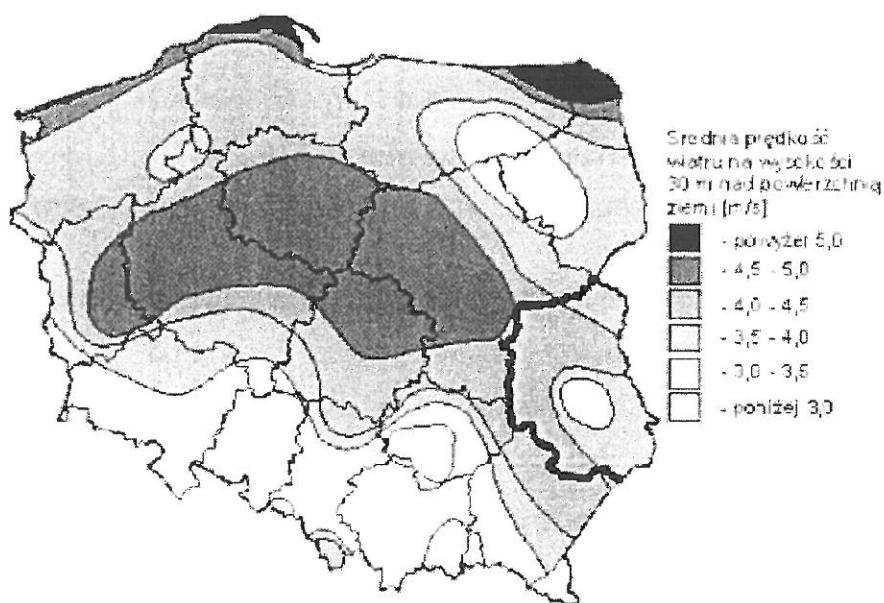 Srednia prędkość
wiatru na wysokości
30 m nad powierzchnią
ziemi [m/s]
- powyżej 5,0
- 4,5 - 5,0
- 4,0 - 4,5
- 3,5 - 4,0
- 3,0 - 3,5
- poniżej 3,0